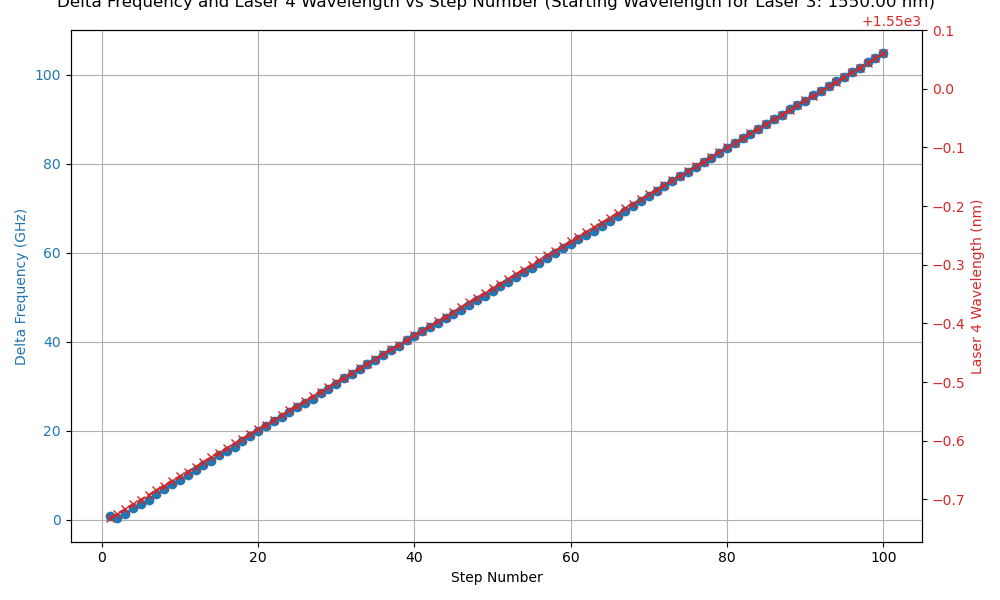 Delta Frequency and Laser 4 Wavelength vs Step Number (Starting Wavelength for Laser 3: 1550.00 nm)
+1.55e3
Delta Frequency (GHz)
100
80
60
40
20
0
0.1
0.0
−0.1
−0.2
−0.3
−0.4
−0.5
−0.6
−0.7
Laser 4 Wavelength (nm)
0 20 40 60 80 100
Step Number